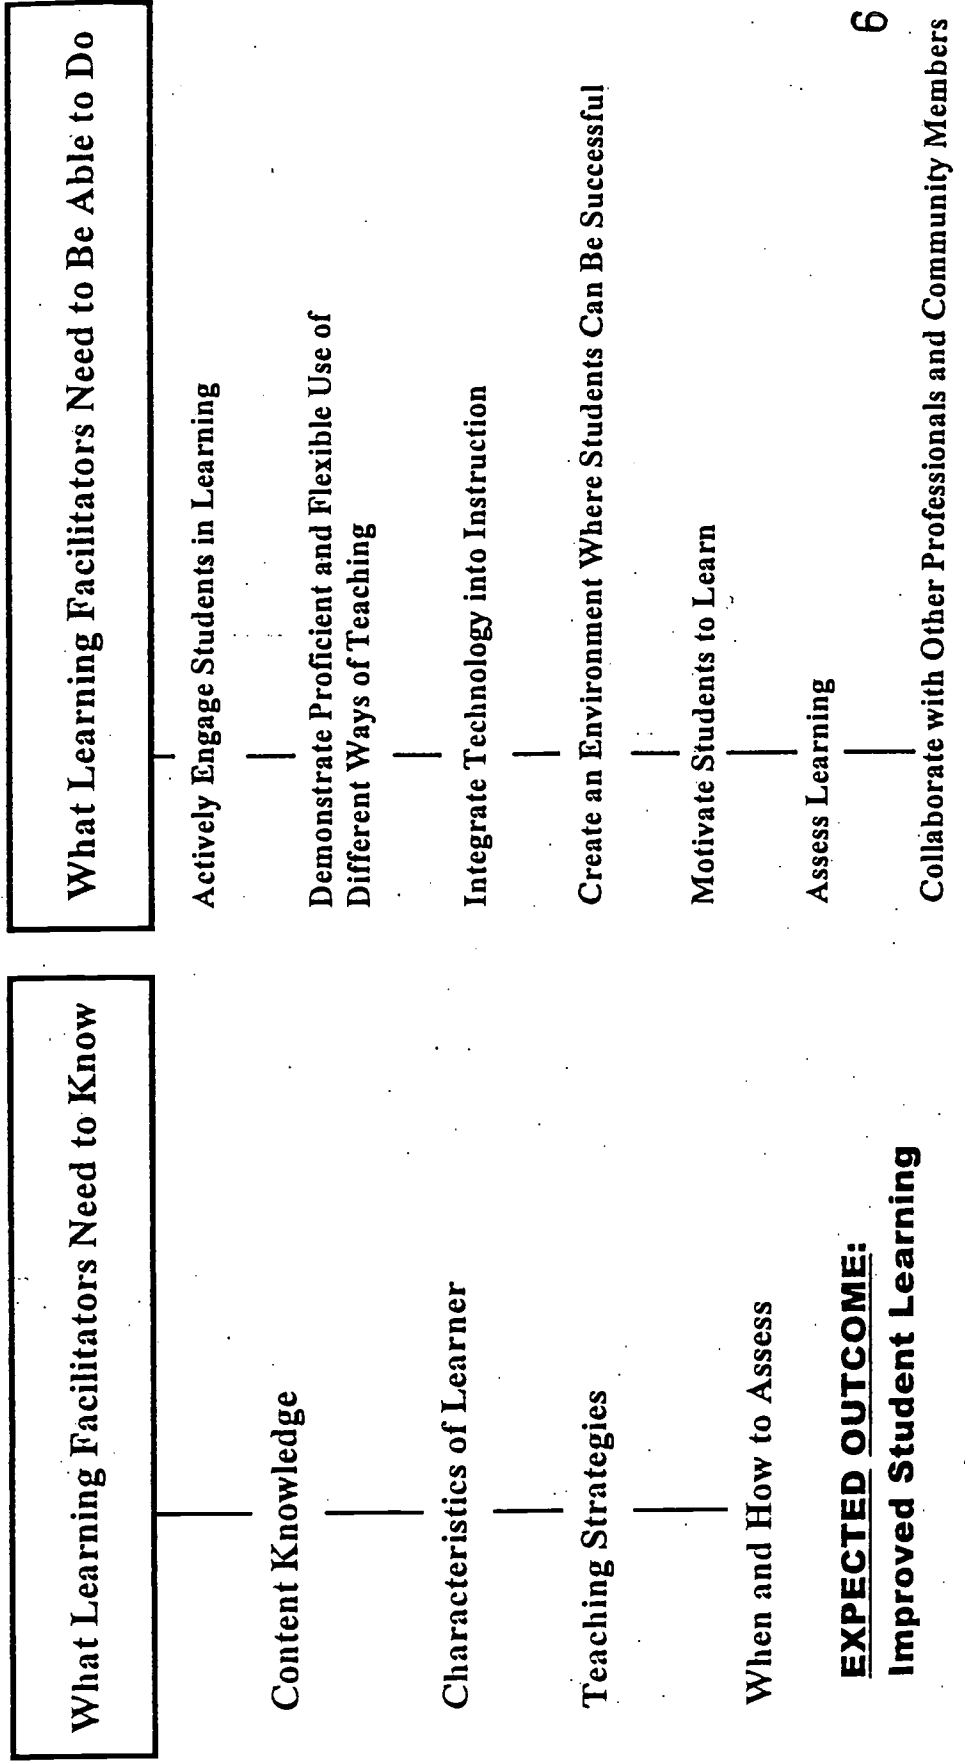 What Learning Facilitators Need to Know
Content Knowledge
Characteristics of Learner
Teaching Strategies
When and How to Assess
EXPECTED OUTCOME:
Improved Student Learning
What Learning Facilitators Need to Be Able to Do
Actively Engage Students in Learning
Demonstrate Proficient and Flexible Use of
Different Ways of Teaching
Integrate Technology into Instruction
Create an Environment Where Students Can Be Successful
Motivate Students to Learn
Assess Learning
Collaborate with Other Professionals and Community Members
6